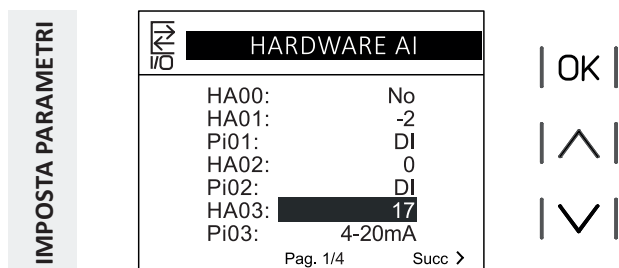 IMPOSTA PARAMETRI
I/O
HARDWARE AI
HA00: No
HA01: -2
Pi01: DI
HA02: 0
Pi02: DI
HA03: 17
Pi03: 4-20mA
Pag. 1/4 Succ >
OK